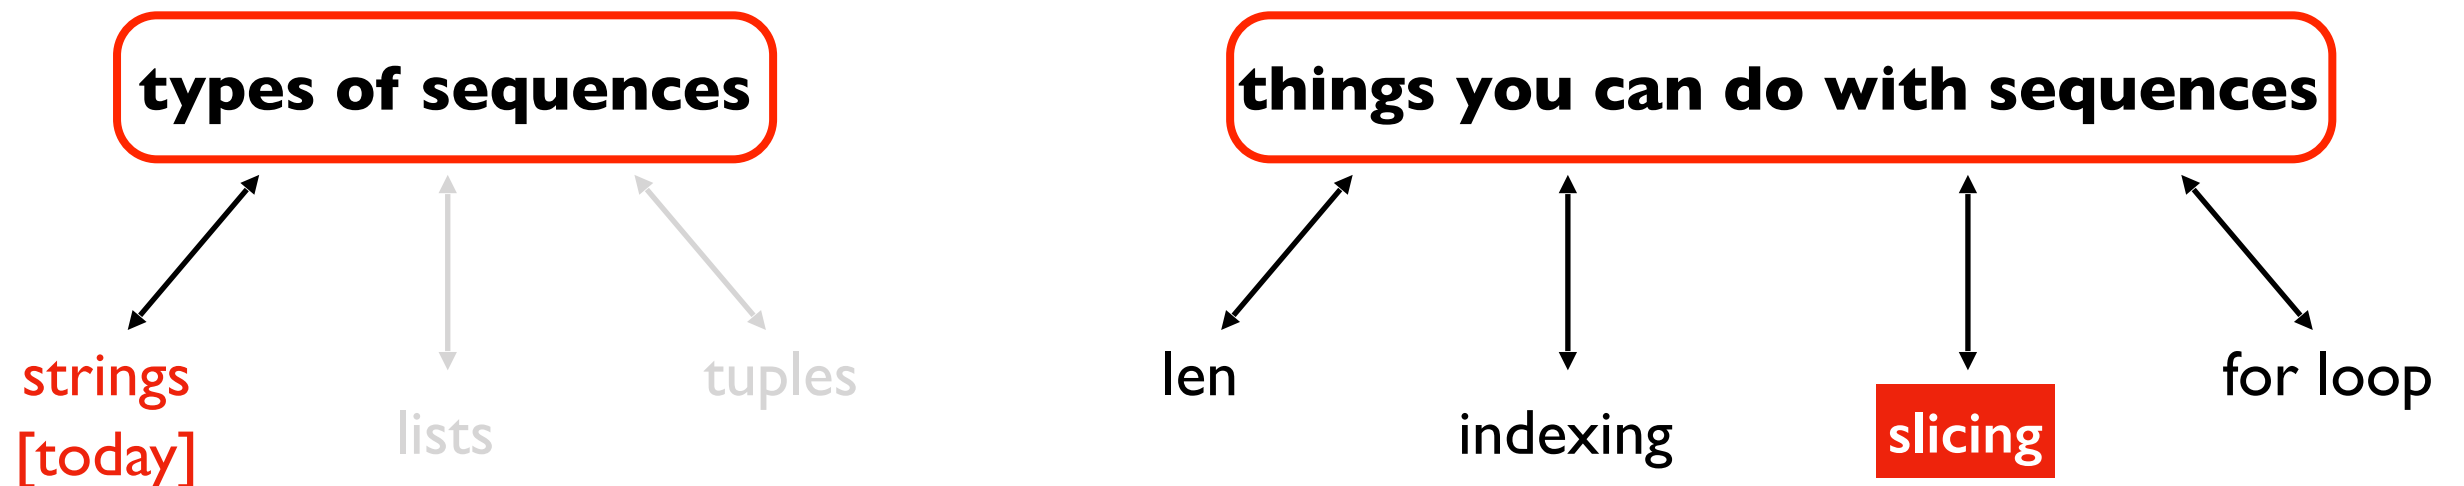 types of sequences
things you can do with sequences
strings
[today]
lists
tuples
len
indexing
slicing
for loop